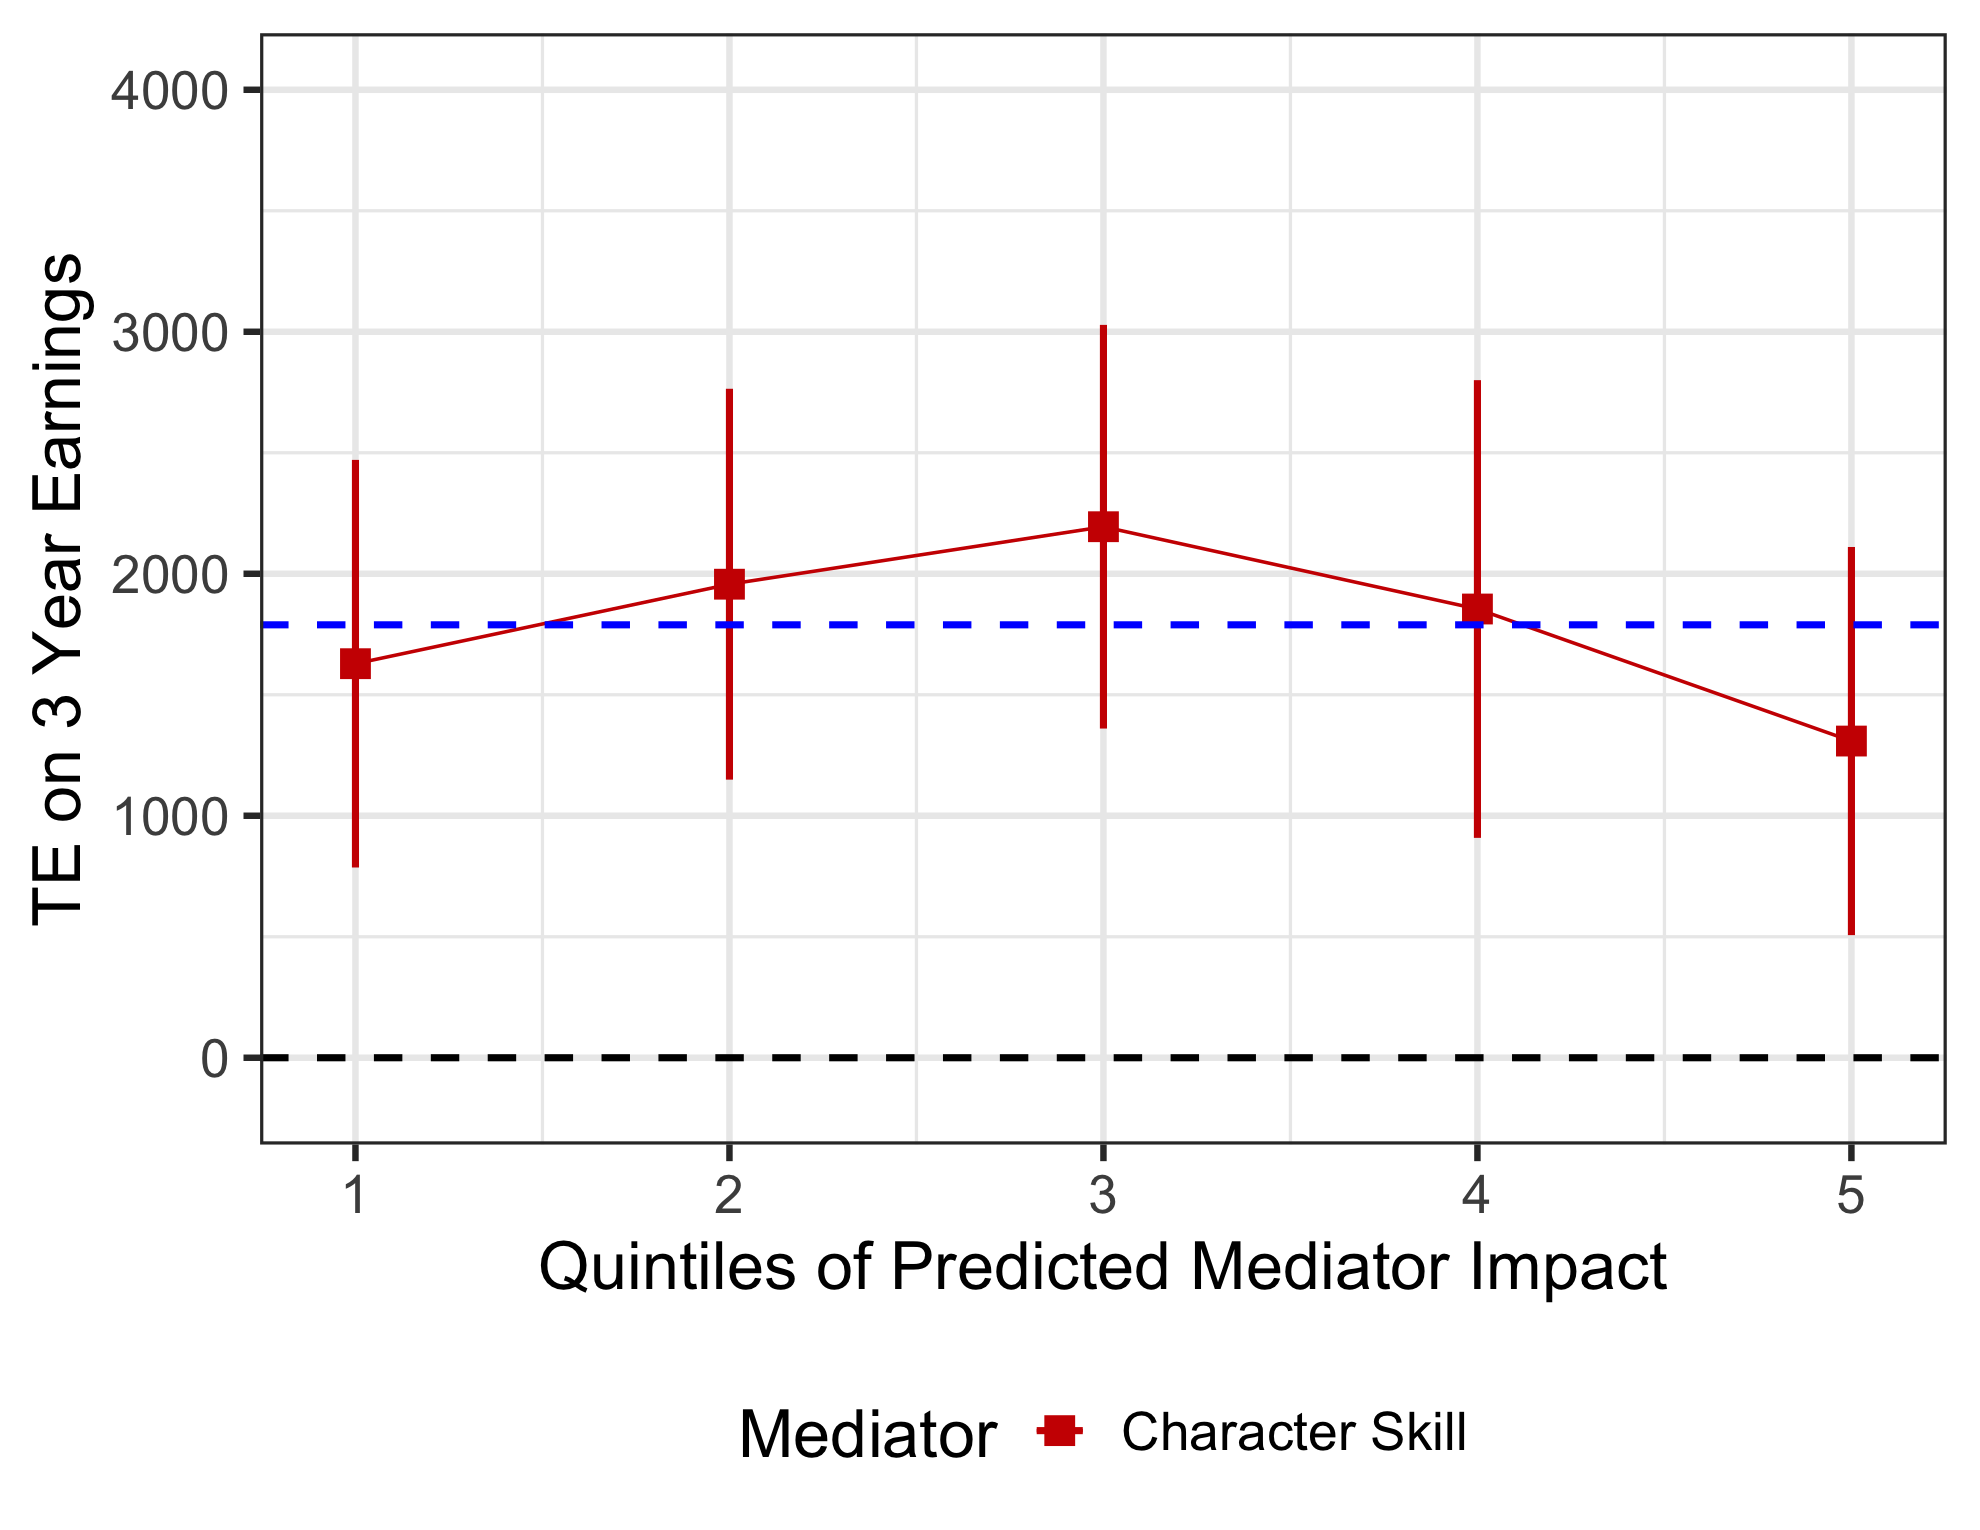 TE on 3 Year Earnings
4000
3000
2000
1000
0
1 2 3 4 5
Quintiles of Predicted Mediator Impact
Mediator Character Skill